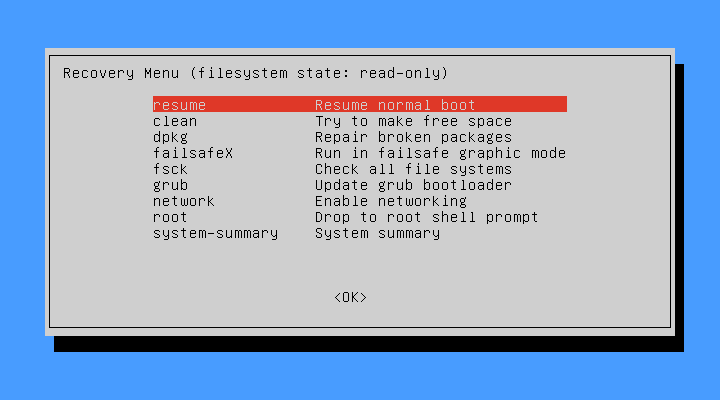 Recovery Menu (filesystem state: read-only)
resume Resume normal boot
clean Try to make free space
dpkg Repair broken packages
failsafeX Run in failsafe graphic mode
fsck Check all file systems
grub Update grub bootloader
network Enable networking
root Drop to root shell prompt
system-summary System summary
<OK>